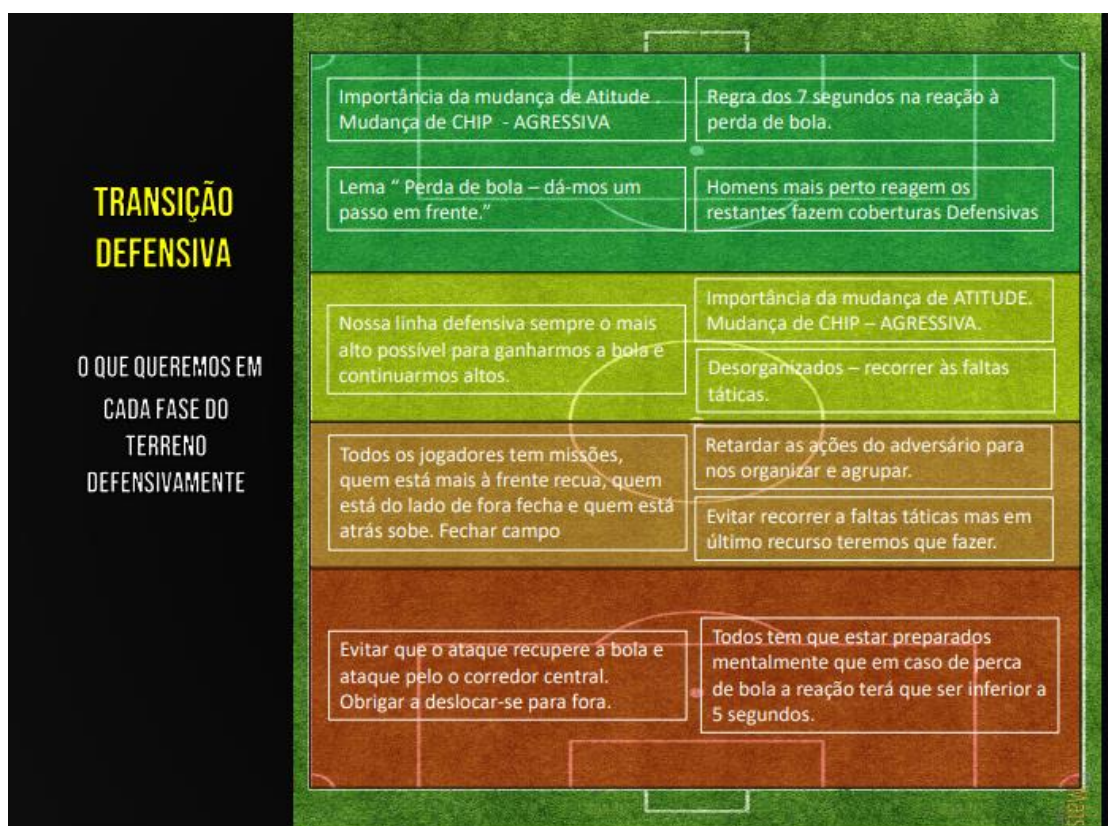 TRANSIÇÃO
DEFENSIVA
O QUE QUEREMOS EM
CADA FASE DO
TERRENO
DEFENSIVAMENTE
Importância da mudança de Atitude .
Mudança de CHIP - AGRESSIVA
Regra dos 7 segundos na reação à
perda de bola.
Lema “ Perda de bola – dá-mos um
passo em frente.”
Homens mais perto reagem os
restantes fazem coberturas Defensivas
Nossa linha defensiva sempre o mais
alto possível para ganharmos a bola e
continuarmos altos.
Importância da mudança de ATITUDE.
Mudança de CHIP – AGRESSIVA.
Desorganizados – recorrer às faltas
táticas.
Todos os jogadores tem missões,
quem está mais à frente recua, quem
está do lado de fora fecha e quem está
atrás sobe. Fechar campo
Retardar as ações do adversário para
nos organizar e agrupar.
Evitar recorrer a faltas táticas mas em
último recurso teremos que fazer.
Evitar que o ataque recupere a bola e
ataque pelo o corredor central.
Obrigar a deslocar-se para fora.
Todos tem que estar preparados
mentalmente que em caso de perca
de bola a reação terá que ser inferior a
5 segundos.